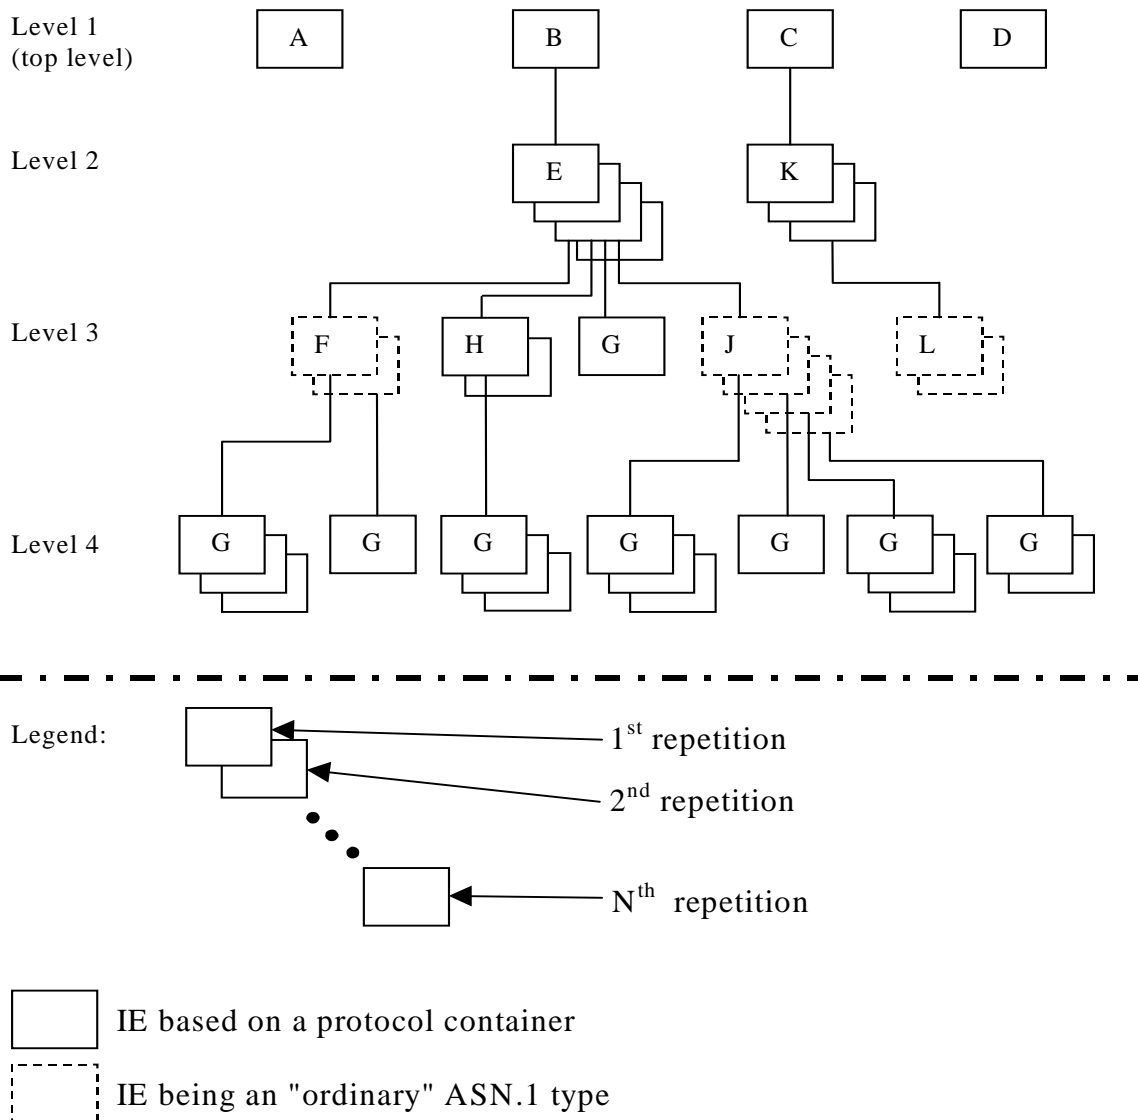 Level 1
(top level)
A B C D
Level 2
E K
Level 3
F H G J L
Level 4
G G G G G G G
Legend:
1st repetition
2nd repetition
Nth repetition
IE based on a protocol container
IE being an "ordinary" ASN.1 type